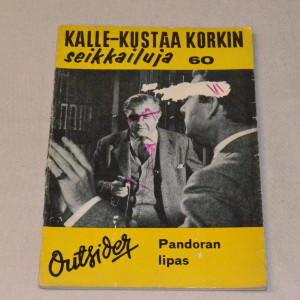 KALLE-KUSTAA KORKIN
seikkailuja 60
Outsider
Pandoran
lipas